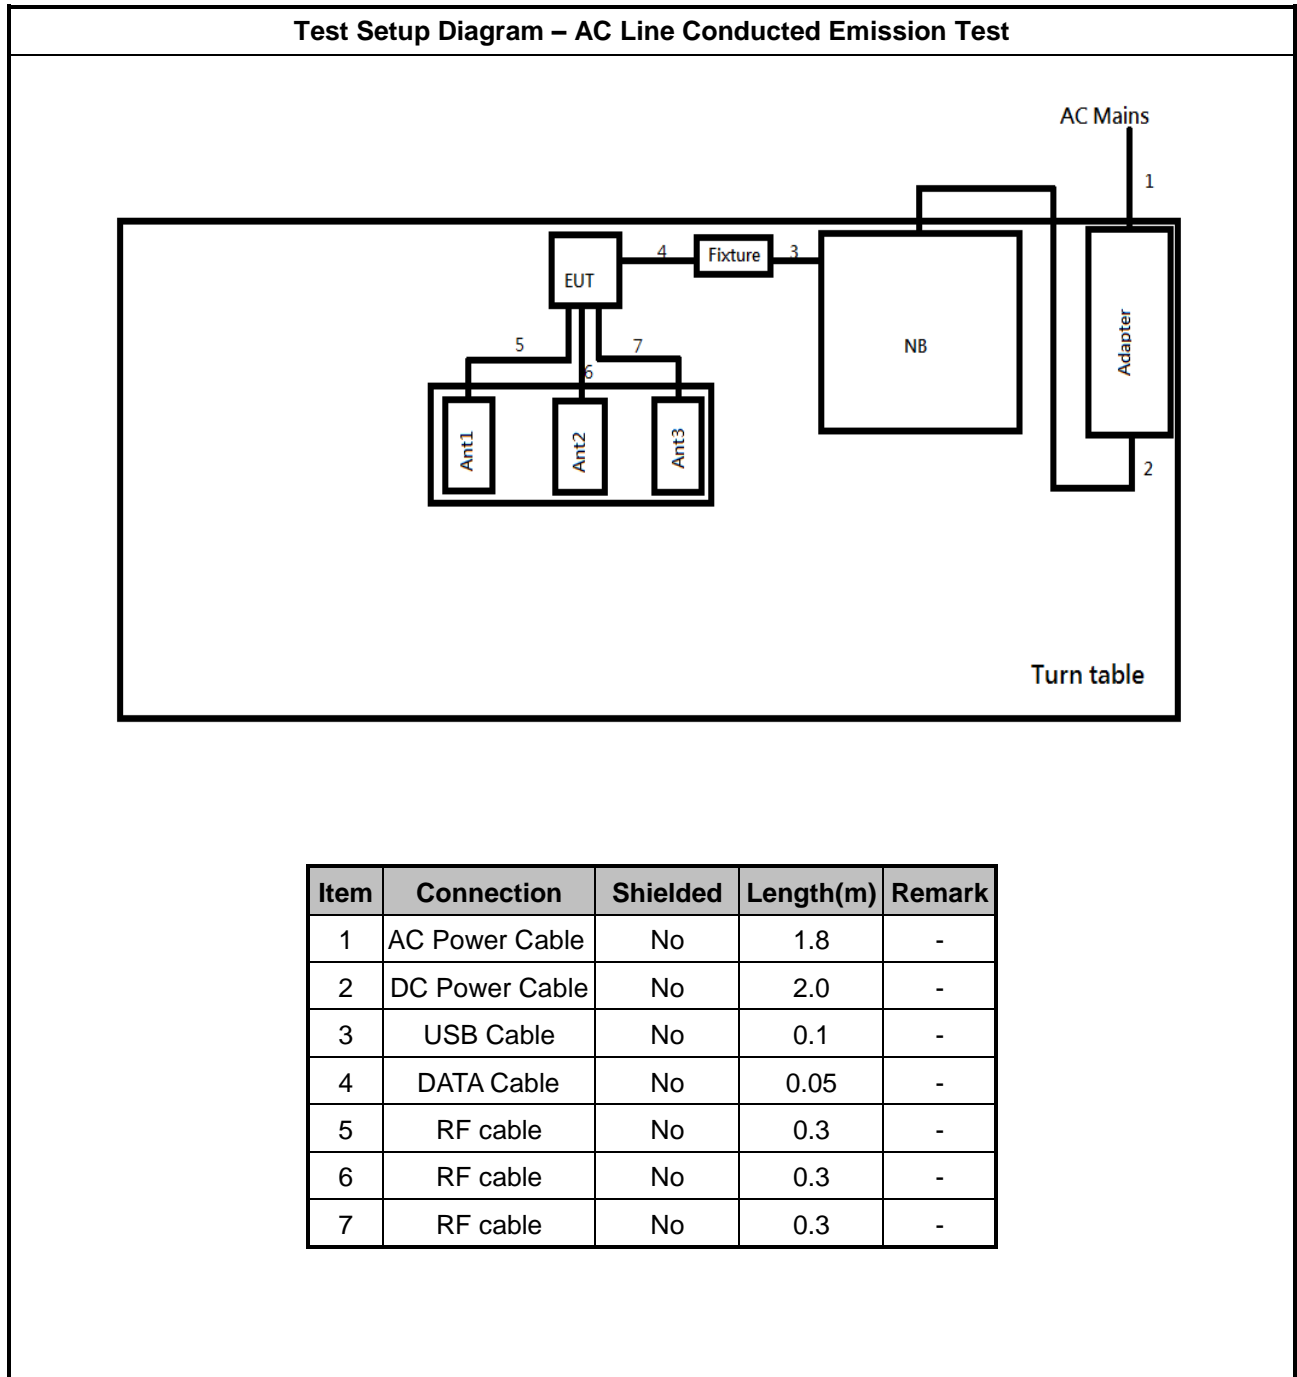 Test Setup Diagram – AC Line Conducted Emission Test
AC Mains
1
4
Fixture
3
EUT
5
7
6
NB
Adapter
Ant1
Ant2
Ant3
2
Turn table
Item Connection Shielded Length(m) Remark
1 AC Power Cable No 1.8 -
2 DC Power Cable No 2.0 -
3 USB Cable No 0.1 -
4 DATA Cable No 0.05 -
5 RF cable No 0.3 -
6 RF cable No 0.3 -
7 RF cable No 0.3 -